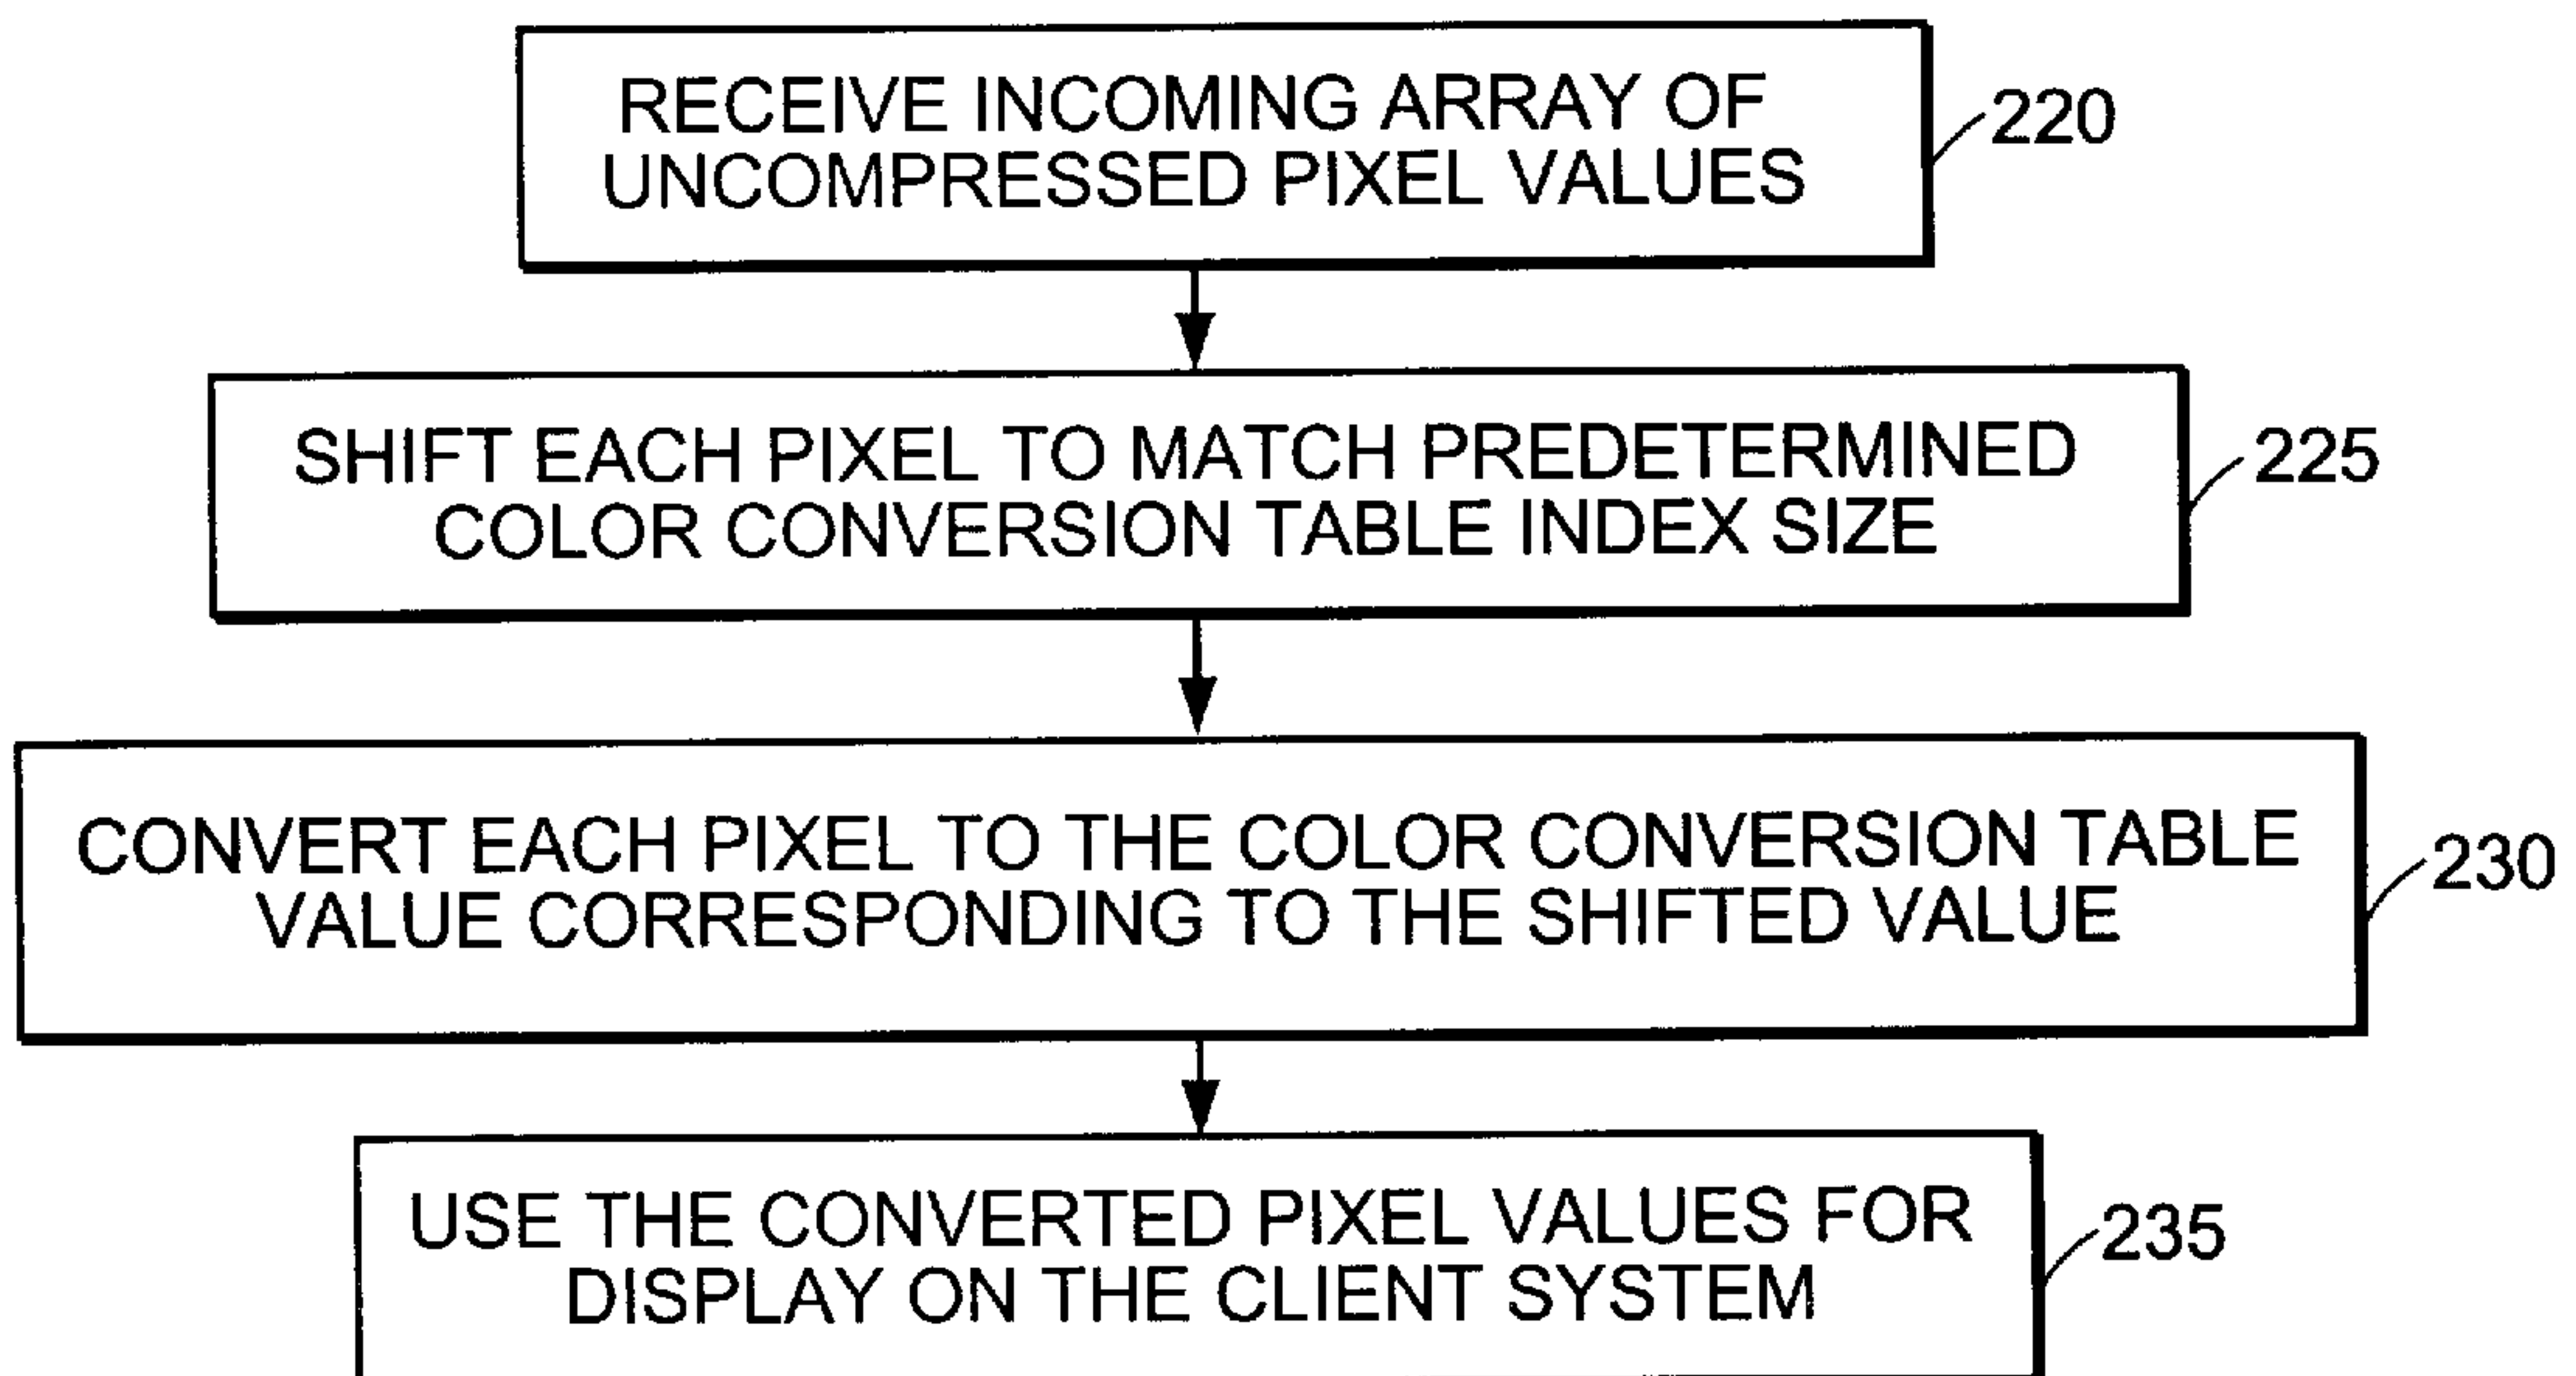 RECEIVE INCOMING ARRAY OF
UNCOMPRESSED PIXEL VALUES
220
SHIFT EACH PIXEL TO MATCH PREDETERMINED
COLOR CONVERSION TABLE INDEX SIZE
225
CONVERT EACH PIXEL TO THE COLOR CONVERSION TABLE
VALUE CORRESPONDING TO THE SHIFTED VALUE
230
USE THE CONVERTED PIXEL VALUES FOR
DISPLAY ON THE CLIENT SYSTEM
235